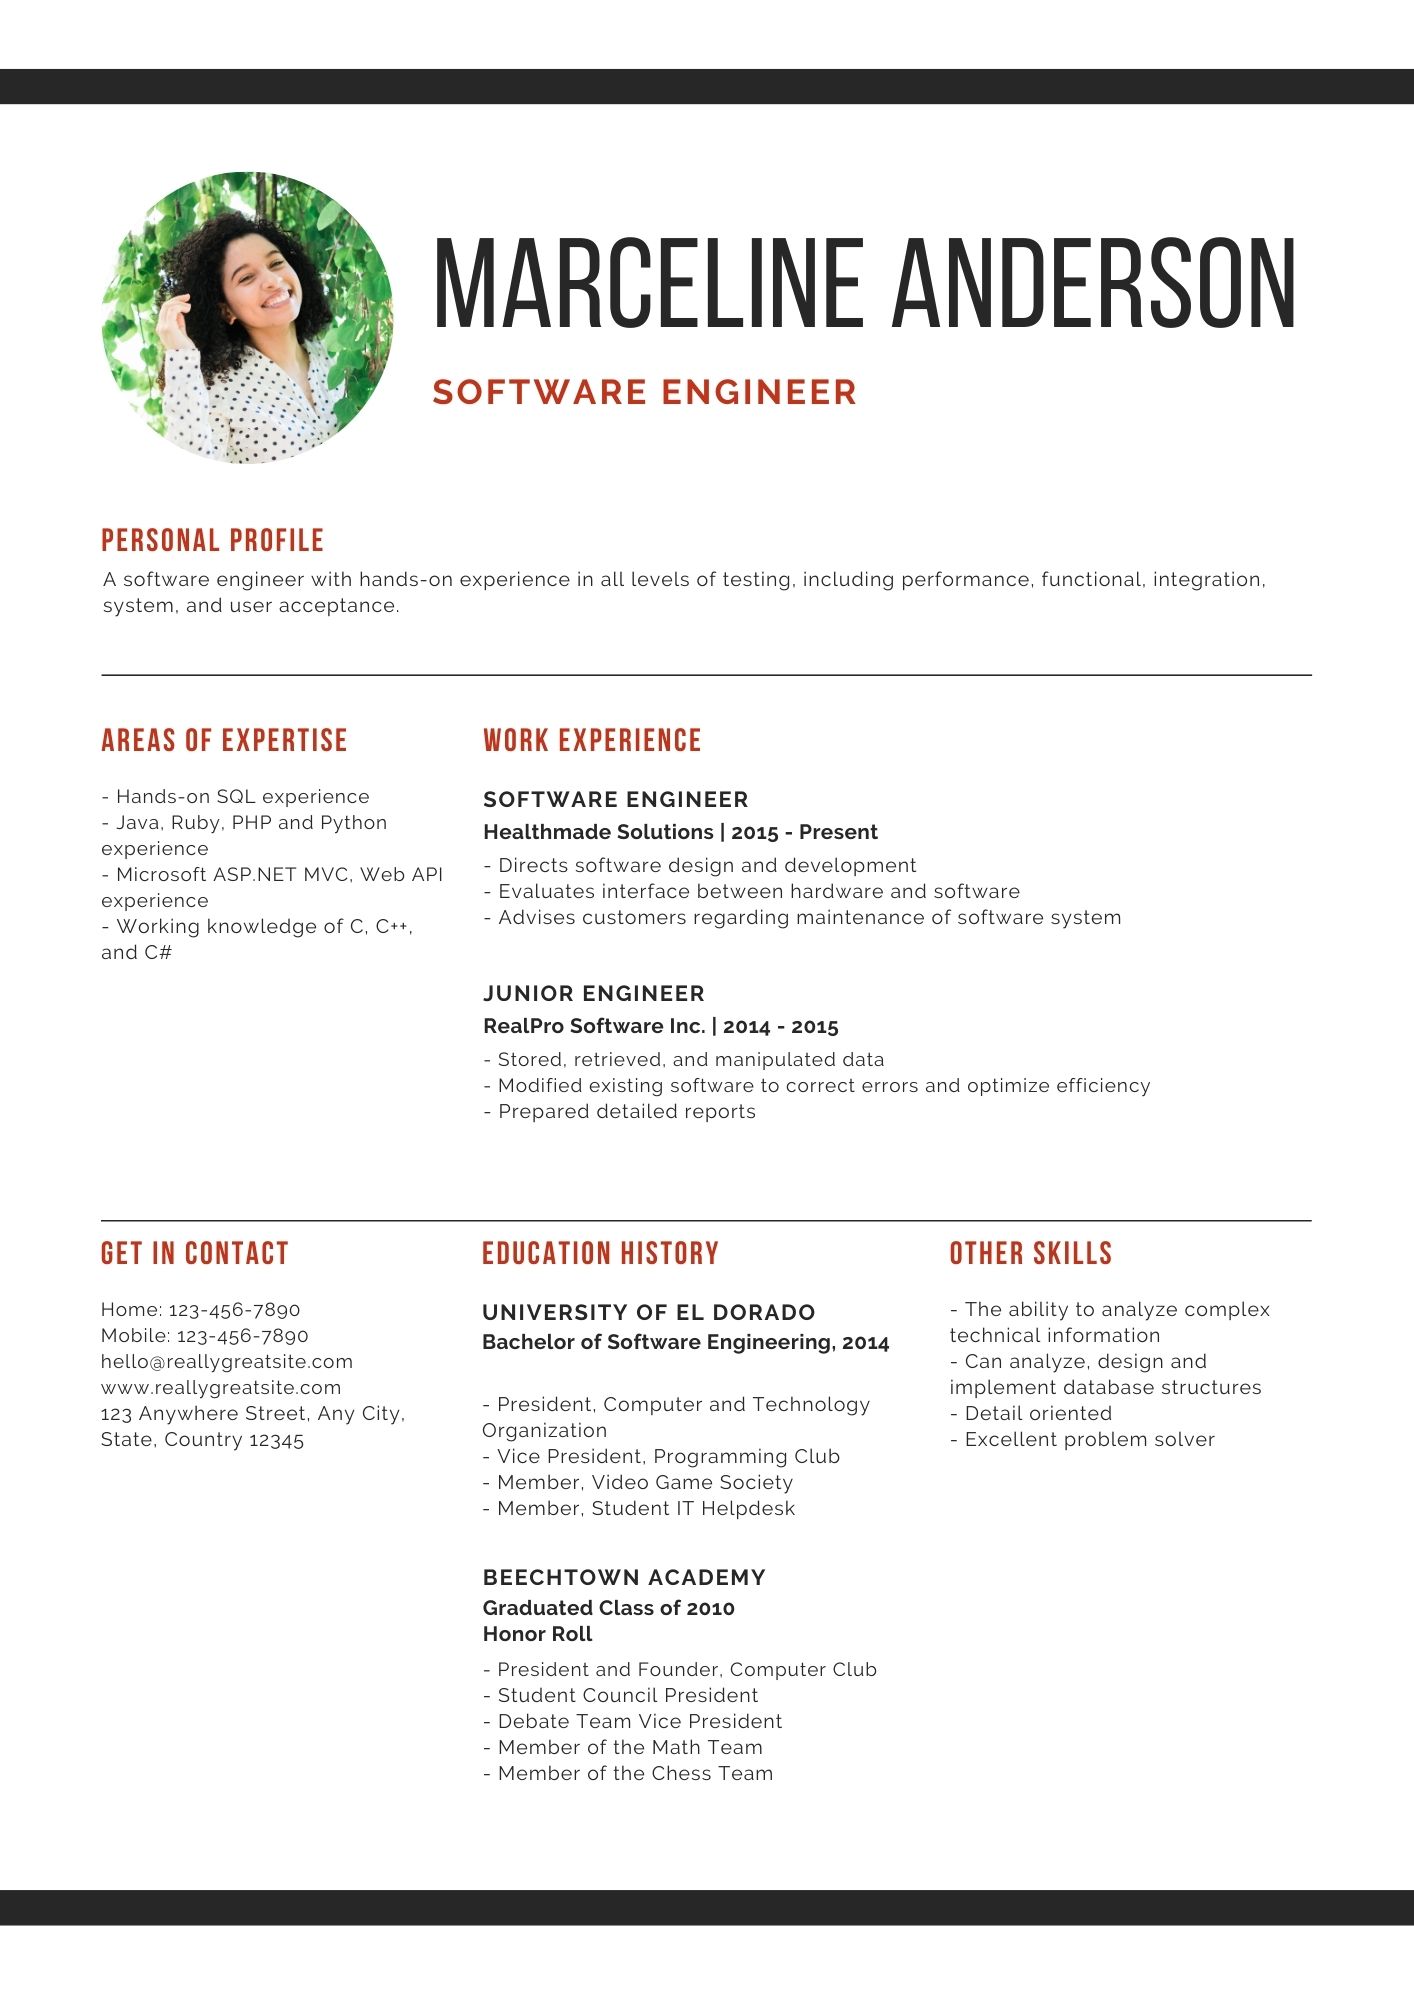 MARCELINE ANDERSON
SOFTWARE ENGINEER
PERSONAL PROFILE
A software engineer with hands-on experience in all levels of testing, including performance, functional, integration,
system, and user acceptance.
AREAS OF EXPERTISE
- Hands-on SQL experience
- Java, Ruby, PHP and Python
experience
- Microsoft ASP.NET MVC, Web API
experience
- Working knowledge of C, C++,
and C#
WORK EXPERIENCE
SOFTWARE ENGINEER
Healthmade Solutions | 2015 - Present
- Directs software design and development
- Evaluates interface between hardware and software
- Advises customers regarding maintenance of software system
JUNIOR ENGINEER
RealPro Software Inc. | 2014 - 2015
- Stored, retrieved, and manipulated data
- Modified existing software to correct errors and optimize efficiency
- Prepared detailed reports
GET IN CONTACT
Home: 123-456-7890
Mobile: 123-456-7890
hello@reallygreatsite.com
www.reallygreatsite.com
123 Anywhere Street, Any City,
State, Country 12345
EDUCATION HISTORY
UNIVERSITY OF EL DORADO
Bachelor of Software Engineering, 2014
- President, Computer and Technology
Organization
- Vice President, Programming Club
- Member, Video Game Society
- Member, Student IT Helpdesk
BEECHTOWN ACADEMY
Graduated Class of 2010
Honor Roll
- President and Founder, Computer Club
- Student Council President
- Debate Team Vice President
- Member of the Math Team
- Member of the Chess Team
OTHER SKILLS
- The ability to analyze complex
technical information
- Can analyze, design and
implement database structures
- Detail oriented
- Excellent problem solver